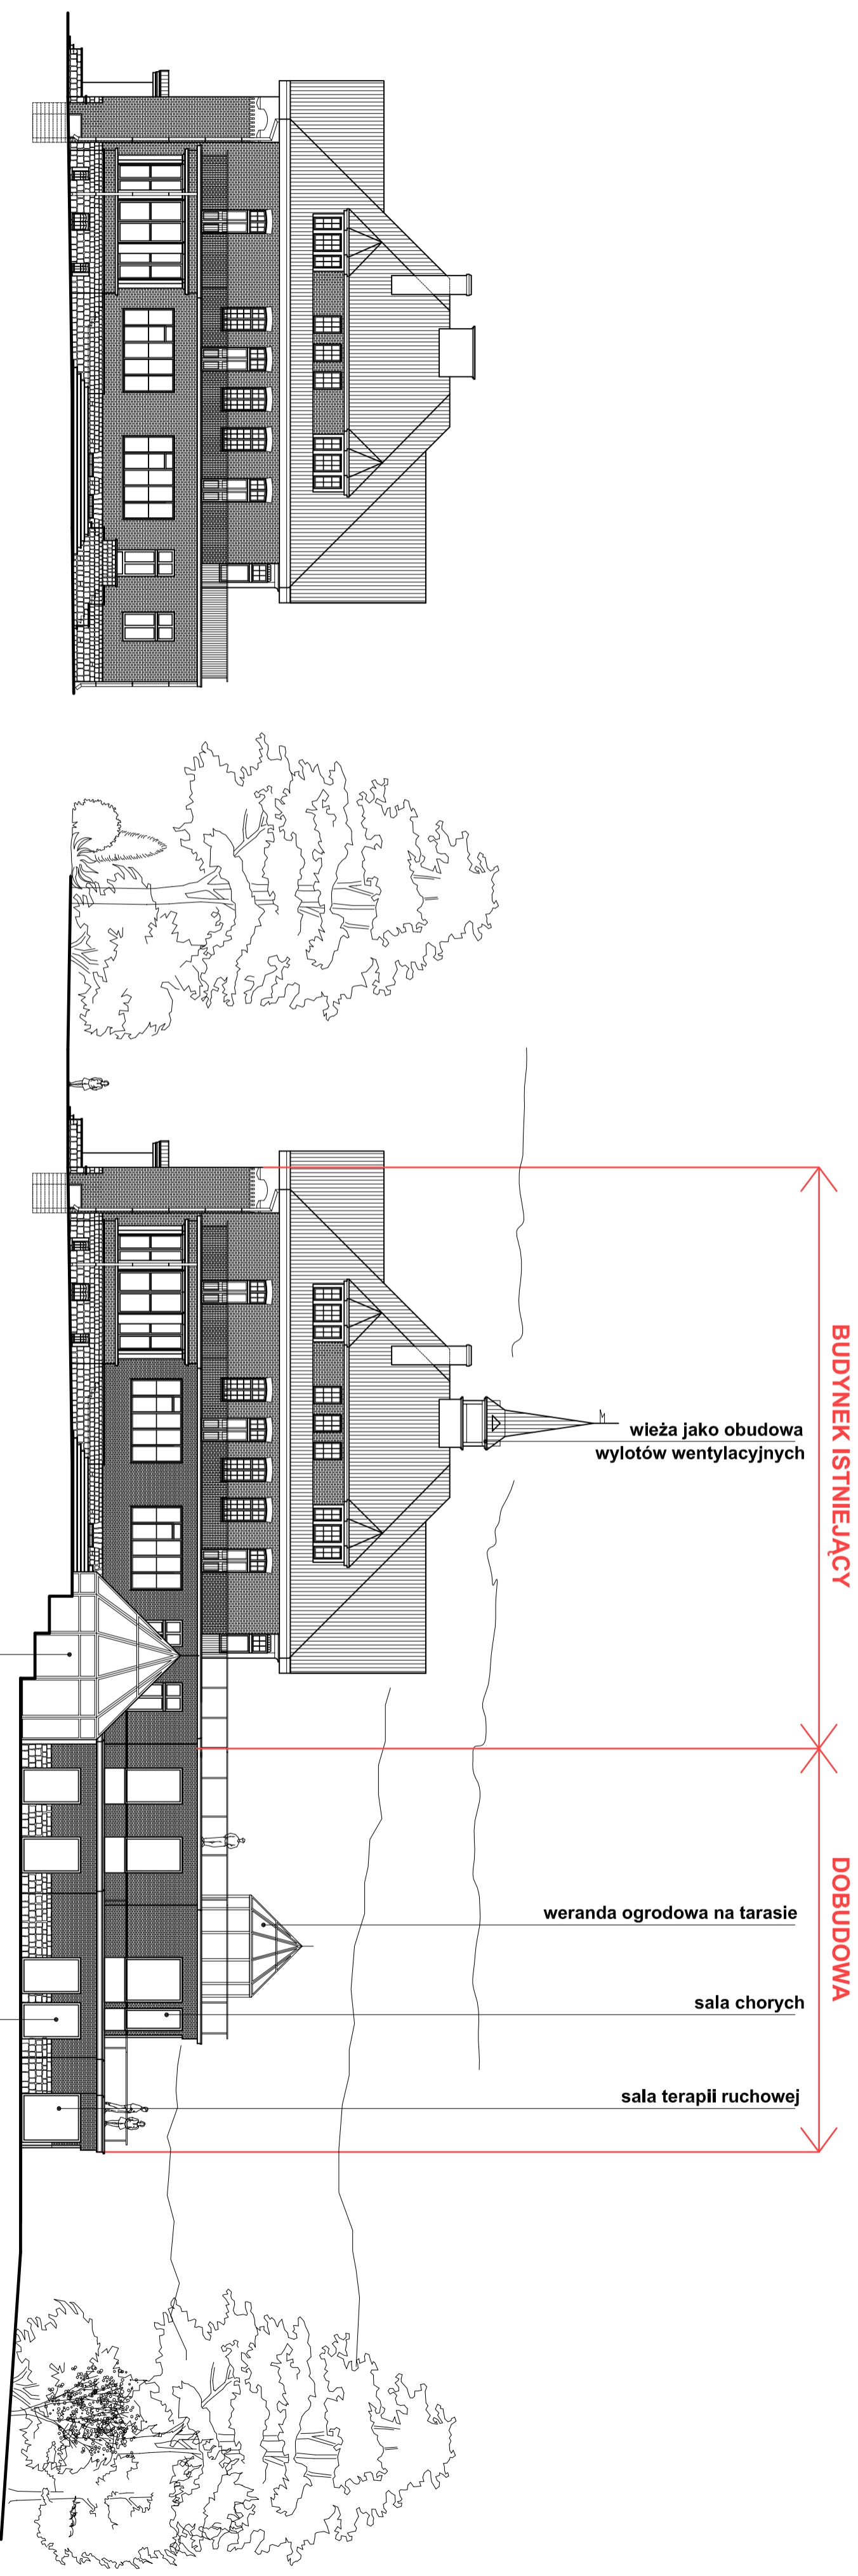 BUDYNEK ISTNIEJĄCY
DOBUDOWA
wieża jako obudowa
wylotów wentylacyjnych
weranda ogrodowa na tarasie
sala chorych
sala terapii ruchowej